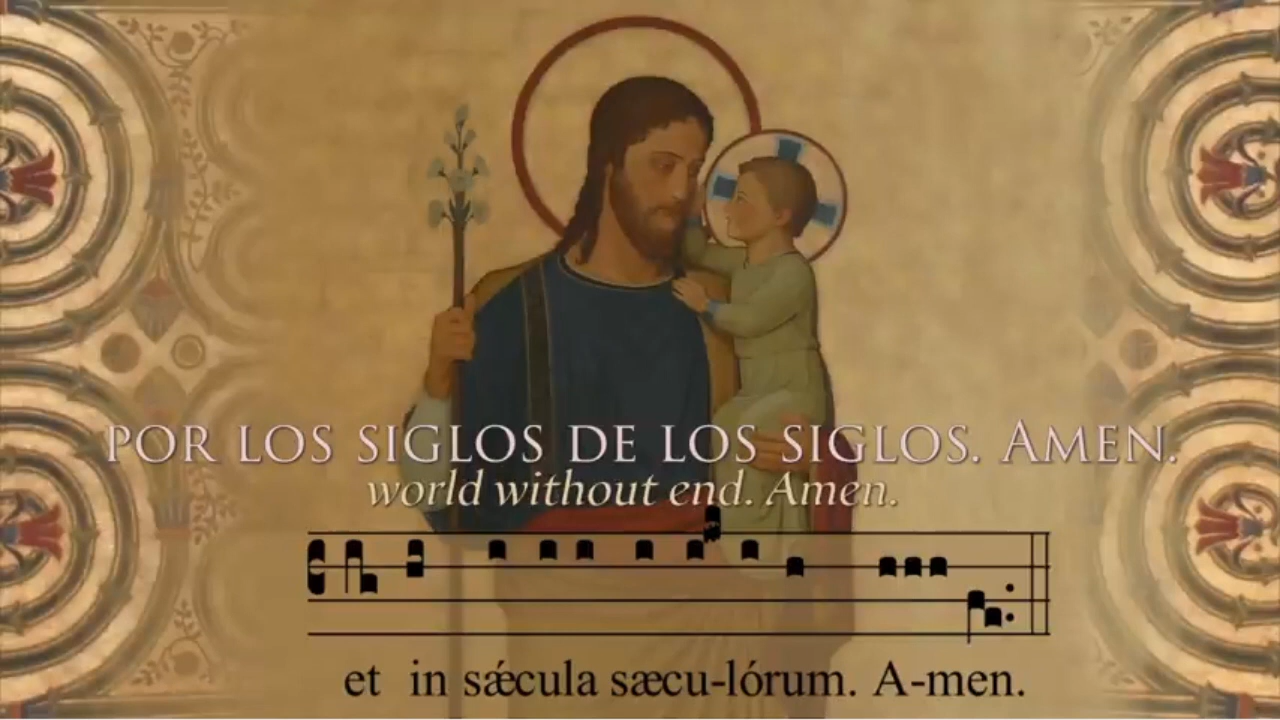 POR LOS SIGLOS DE LOS SIGLOS. AMEN.
world without end. Amen.
et in sǽcula sæcu-lórum. A-men.